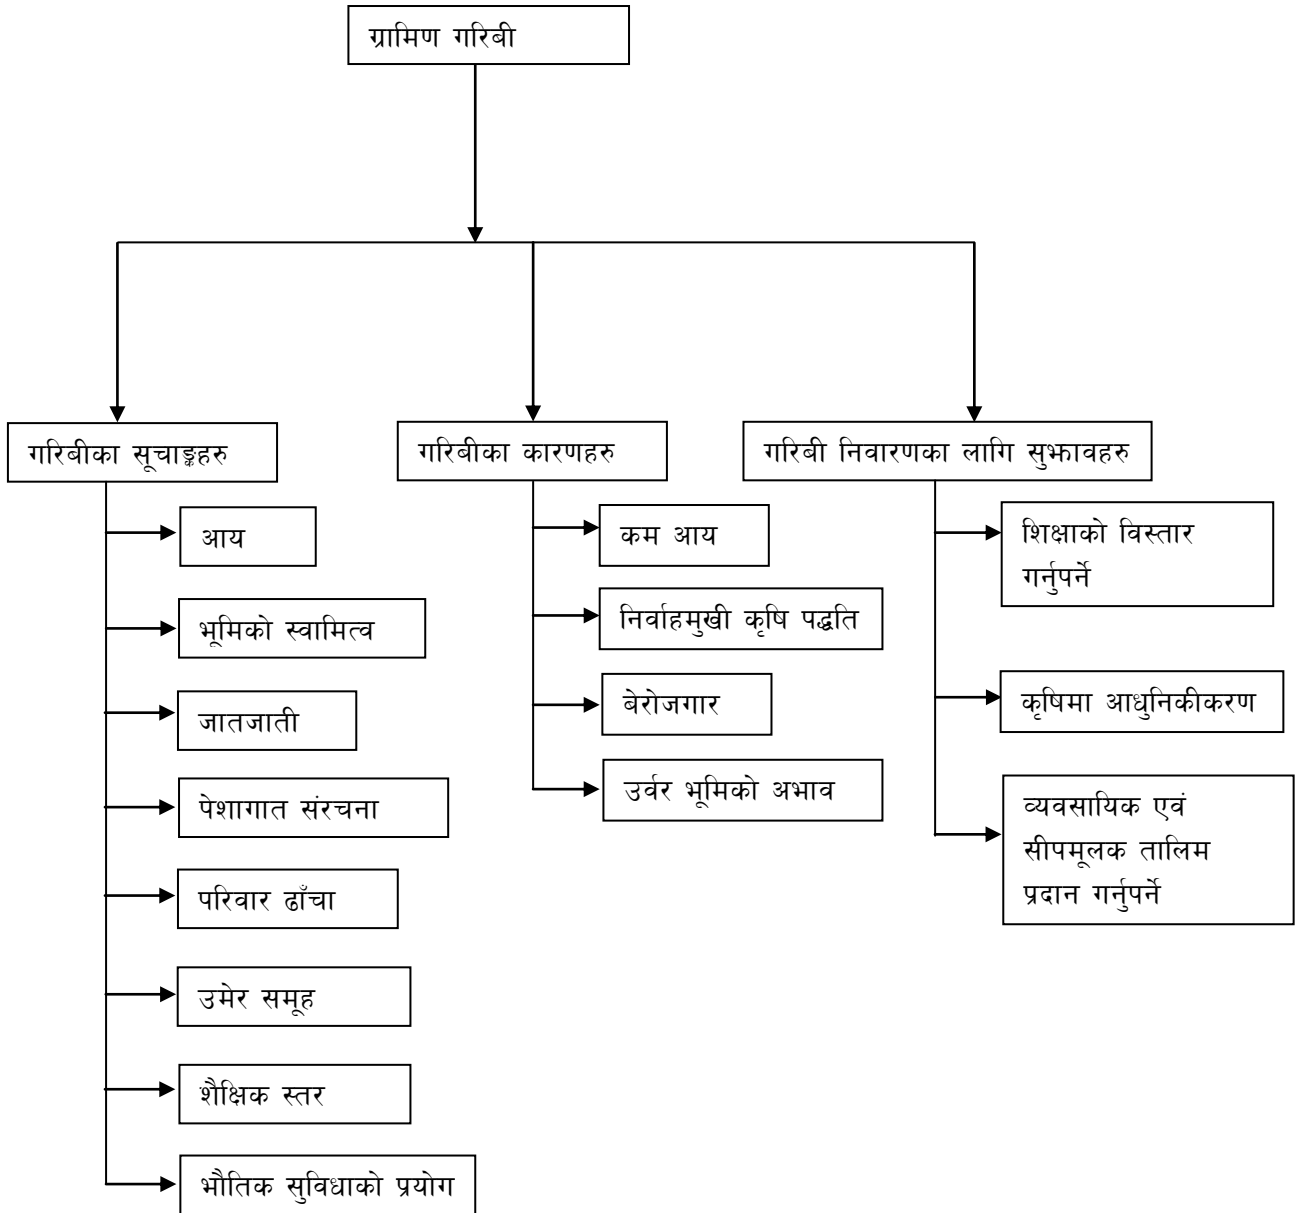 ग्रामिण गरिबी
गरिबीका सूचाङ्कहरु
आय
भूमिको स्वामित्व
जातजाती
पेशागात संरचना
परिवार ढाँचा
उमेर समूह
शैक्षिक स्तर
भौतिक सुविधाको प्रयोग
गरिबीका कारणहरु
कम आय
निर्वाहमुखी कृषि पद्धति
बेरोजगार
उर्वर भूमिको अभाव
गरिबी निवारणका लागि सुझावहरु
शिक्षाको विस्तार
गर्नुपर्ने
कृषिमा आधुनिकीकरण
व्यवसायिक एवं
सीपमूलक तालिम
प्रदान गर्नुपर्ने